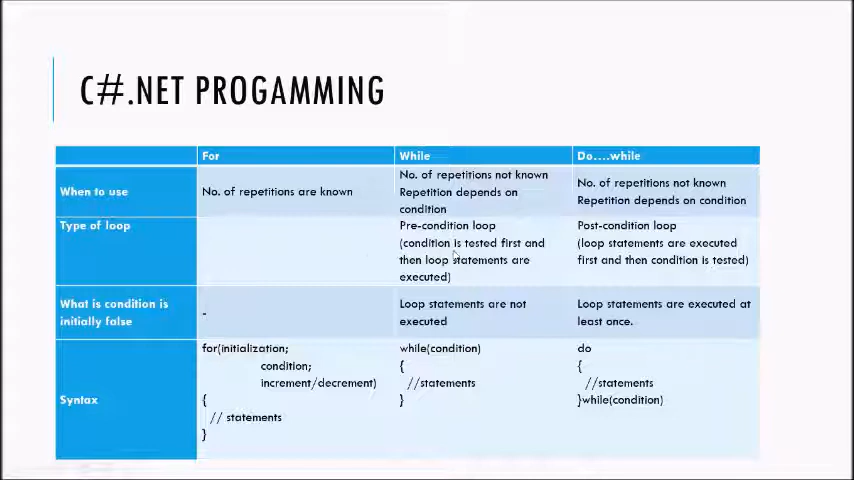 C#.NET PROGAMMING
For
While
Do....while
When to use
No. of repetitions are known
No. of repetitions not known
Repetition depends on
condition
No. of repetitions not known
Repetition depends on condition
Type of loop
Pre-condition loop
(condition is tested first and
then loop statements are
executed)
Post-condition loop
(loop statements are executed
first and then condition is tested)
What is condition is
initially false
-
Loop statements are not
executed
Loop statements are executed at
least once.
Syntax
for(initialization;
condition;
increment/decrement)
{
// statements
}
while(condition)
{
//statements
}
do
{
//statements
}while(condition)